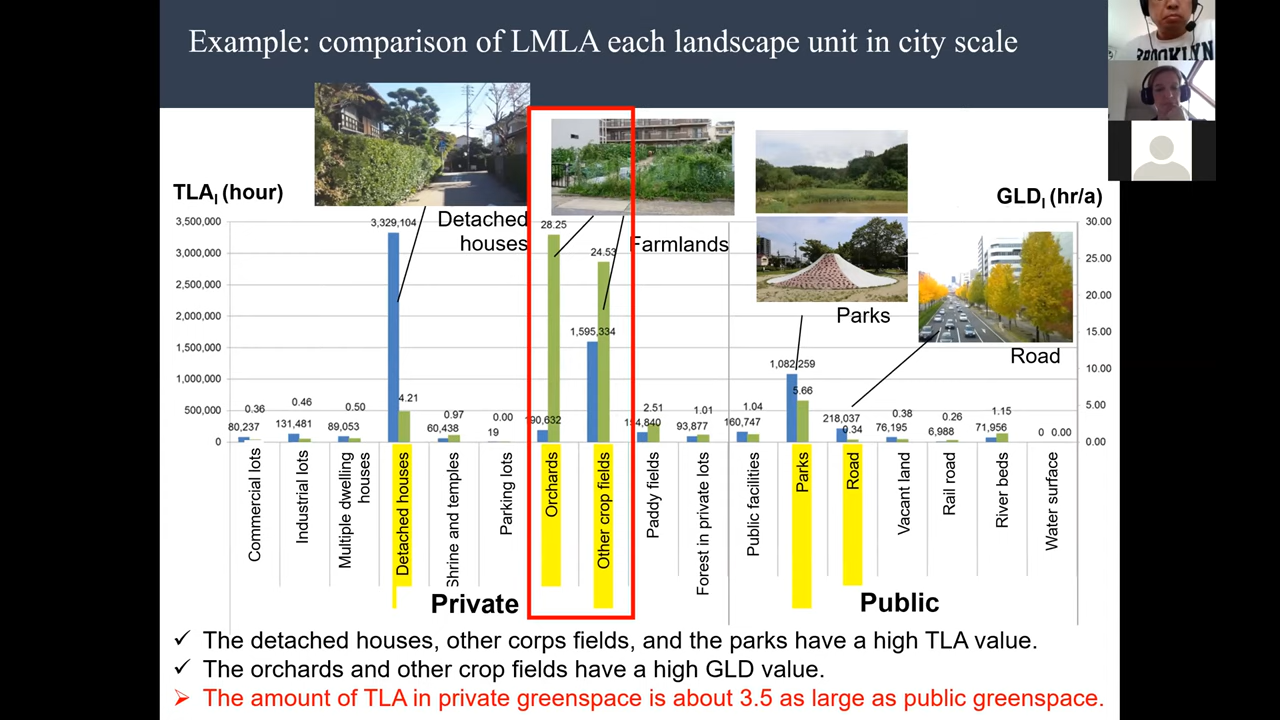 Example: comparison of LMLA each landscape unit in city scale
BROOKLYN
TLAI (hour)
GLDI (hr/a)
3,500,000
3,000,000
2,500,000
2,000,000
1,500,000
1,000,000
500,000
0
30.00
25.00
20.00
15.00
10.00
5.00
0.00
Detached
houses
Farmlands
Parks
Road
80,237 0.36
131,481 0.46
89,053 0.50
3,329,104 4.21
60,438 0.97
19 0.00
190,632 28.25
1,595,334 24.53
154,840 2.51
93,877 1.01
160,747 1.04
1,082,259 5.66
218,037 0.34
76,195 0.38
6,988 0.26
71,956 1.15
0 0.00
Commercial lots
Industrial lots
Multiple dwelling
houses
Detached houses
Shrine and temples
Parking lots
Orchards
Other crop fields
Paddy fields
Forest in private lots
Public facilities
Parks
Road
Vacant land
Rail road
River beds
Water surface
Private
Public
✓ The detached houses, other corps fields, and the parks have a high TLA value.
✓ The orchards and other crop fields have a high GLD value.
➢ The amount of TLA in private greenspace is about 3.5 as large as public greenspace.